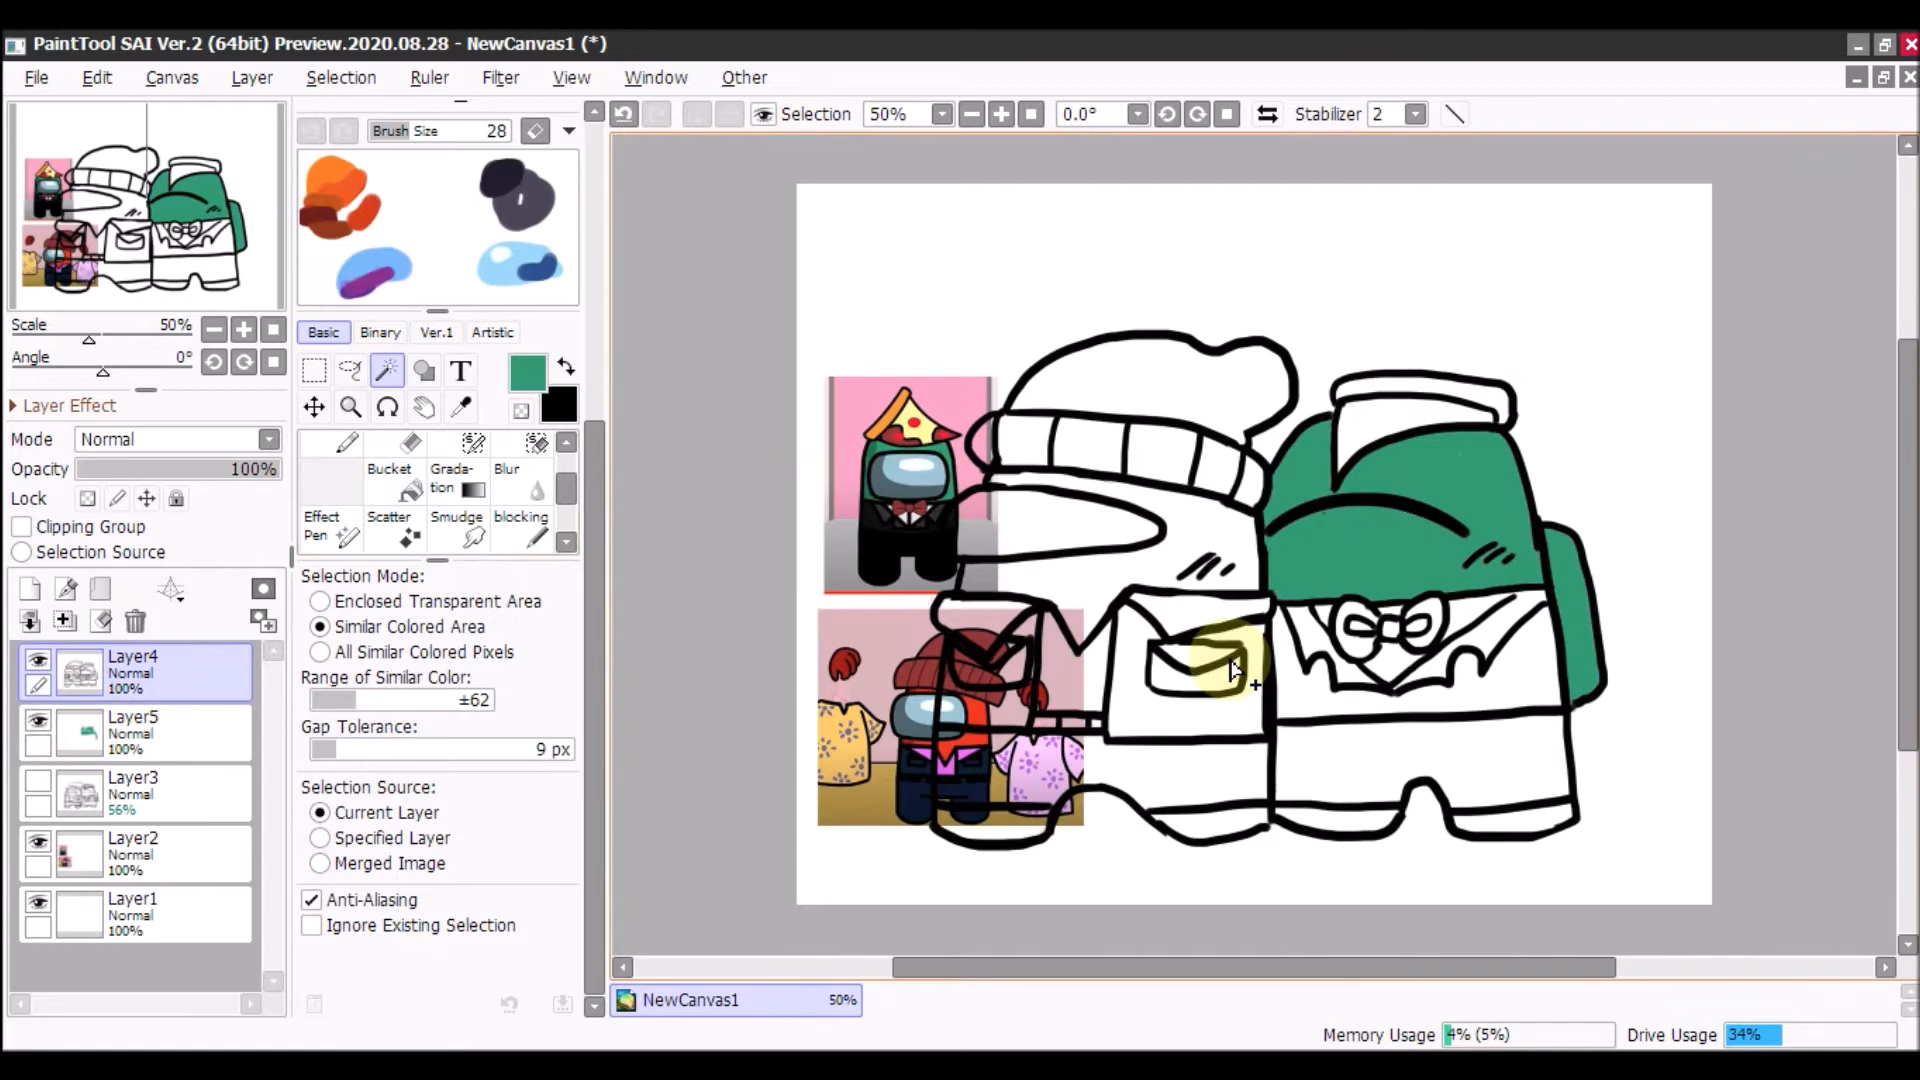 PaintTool SAI Ver.2 (64bit) Preview.2020.08.28 - NewCanvas1 (*)
File Edit Canvas Layer Selection Ruler Filter View Window Other
Brush Size 28
Selection 50% 0.0° Stabilizer 2
Scale 50%
Angle 0°
Basic Binary Ver.1 Artistic
T
Layer Effect
Mode Normal
Opacity 100%
Lock
Clipping Group
Selection Source
Bucket Grada-
tion Blur
Effect
Pen Scatter Smudge blocking
Selection Mode:
Enclosed Transparent Area
Similar Colored Area
All Similar Colored Pixels
Range of Similar Color:
±62
Gap Tolerance:
9 px
Selection Source:
Current Layer
Specified Layer
Merged Image
Anti-Aliasing
Ignore Existing Selection
Layer4
Normal
100%
Layer5
Normal
100%
Layer3
Normal
56%
Layer2
Normal
100%
Layer1
Normal
100%
NewCanvas1 50%
Memory Usage 4% (5%) Drive Usage 34%